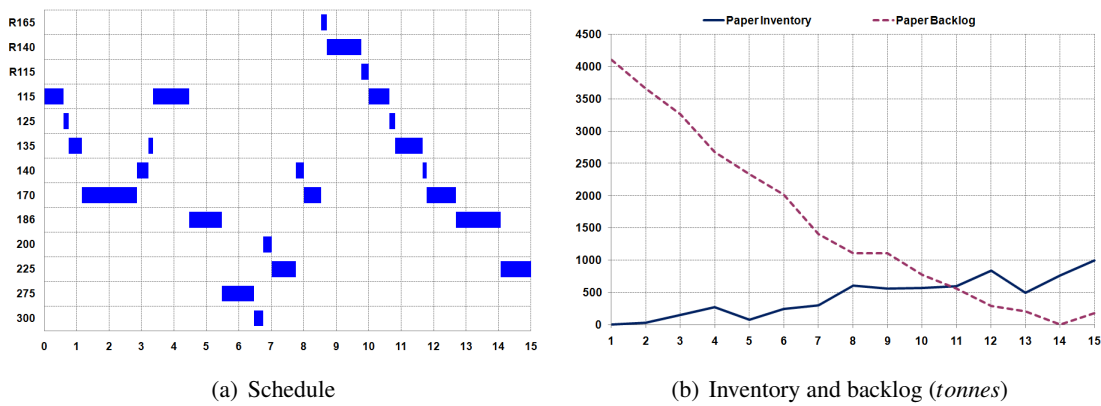 R165
R140
R115
115
125
135
140
170
186
200
225
275
300
0 1 2 3 4 5 6 7 8 9 10 11 12 13 14 15
(a) Schedule
Paper Inventory Paper Backlog
4500
4000
3500
3000
2500
2000
1500
1000
500
0
1 2 3 4 5 6 7 8 9 10 11 12 13 14 15
(b) Inventory and backlog (tonnes)